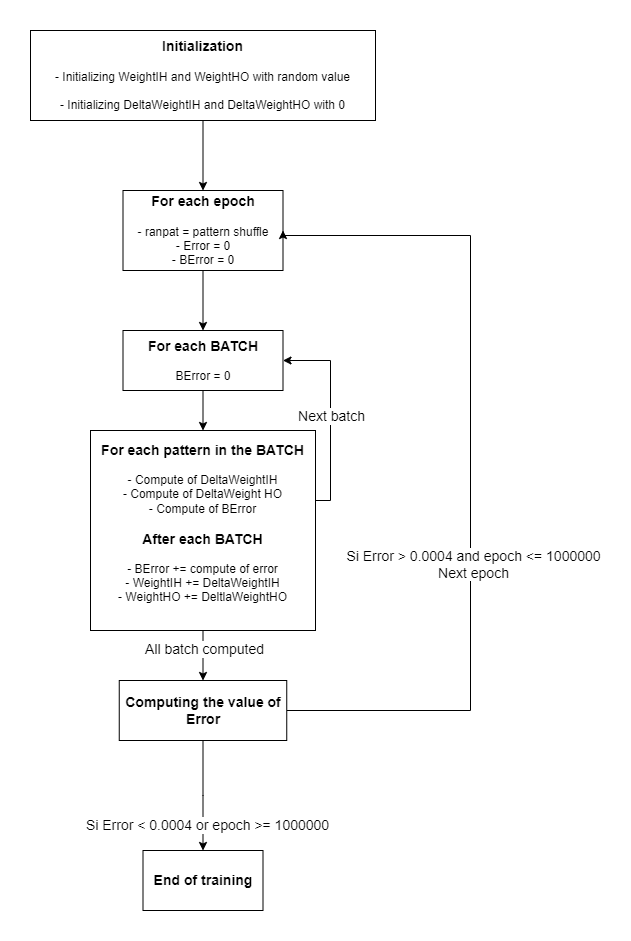 Initialization
- Initializing WeightIH and WeightHO with random value
- Initializing DeltaWeightIH and DeltaWeightHO with 0
For each epoch
- ranpat = pattern shuffle
- Error = 0
- BError = 0
For each BATCH
BError = 0
Next batch
For each pattern in the BATCH
- Compute of DeltaWeightIH
- Compute of DeltaWeight HO
- Compute of BError
After each BATCH
- BError += compute of error
- WeightIH += DeltaWeightIH
- WeightHO += DeltlaWeightHO
Si Error > 0.0004 and epoch <= 1000000
Next epoch
All batch computed
Computing the value of
Error
Si Error < 0.0004 or epoch >= 1000000
End of training